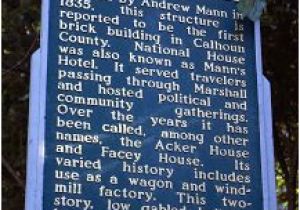 by Andrew Mann in
1835, this structure is
reported to be the first
brick building in Calhoun
County. National House
was also known as Mann's
Hotel. It served travelers
passing through Marshall
and hosted political and
community gatherings.
Over the years it has
been called, among other
names, the Acker House
and Facey House. Its
varied history includes
use as a wagon and wind-
mill factory. This two-
story, low gabled